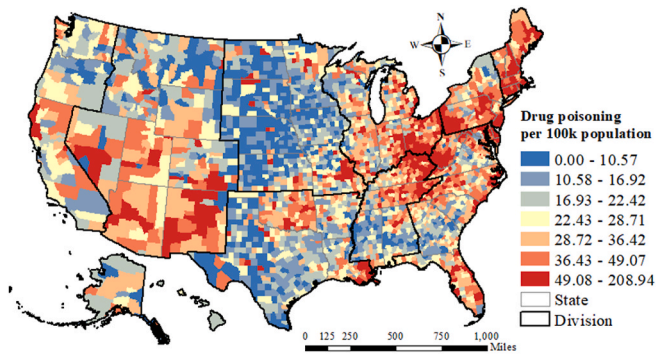 N
W E
S
Drug poisoning
per 100k population
0.00 - 10.57
10.58 - 16.92
16.93 - 22.42
22.43 - 28.71
28.72 - 36.42
36.43 - 49.07
49.08 - 208.94
State
Division
0 125 250 500 750 1,000
Miles